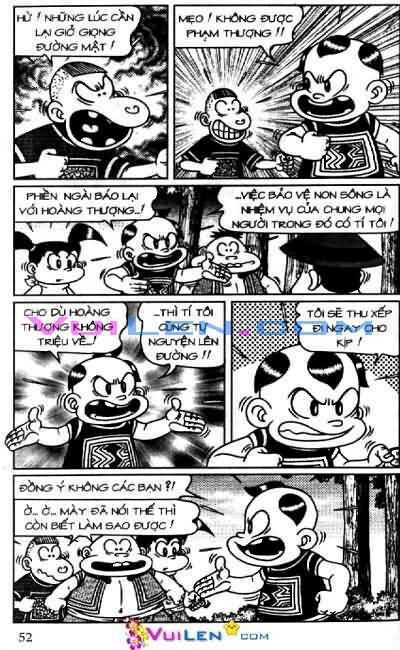 HỪ! NHỮNG LÚC CẦN
LẠI GIỞ GIỌNG
ĐƯỜNG MẬT!
MẸO! KHÔNG ĐƯỢC
PHẠM THƯỢNG!!
PHIỀN NGÀI BÁO LẠI
VỚI HOÀNG THƯỢNG..!
..VIỆC BẢO VỆ NON SÔNG LÀ
NHIỆM VỤ CỦA CHUNG MỌI
NGƯỜI TRONG ĐÓ CÓ TÍ TÔI!
CHO DÙ HOÀNG
THƯỢNG KHÔNG
TRIỆU VỀ..!
..THÌ TÍ TÔI
CŨNG TỰ
NGUYỆN LÊN
ĐƯỜNG!!
TÔI SẼ THU XẾP
ĐI NGAY CHO
KỊP!
VUILEN.COM
ĐỒNG Ý KHÔNG CÁC BẠN?!
Ờ... Ờ... MÀY ĐÃ NÓI THẾ THÌ
CÒN BIẾT LÀM SAO ĐƯỢC!
52
VUILEN.COM